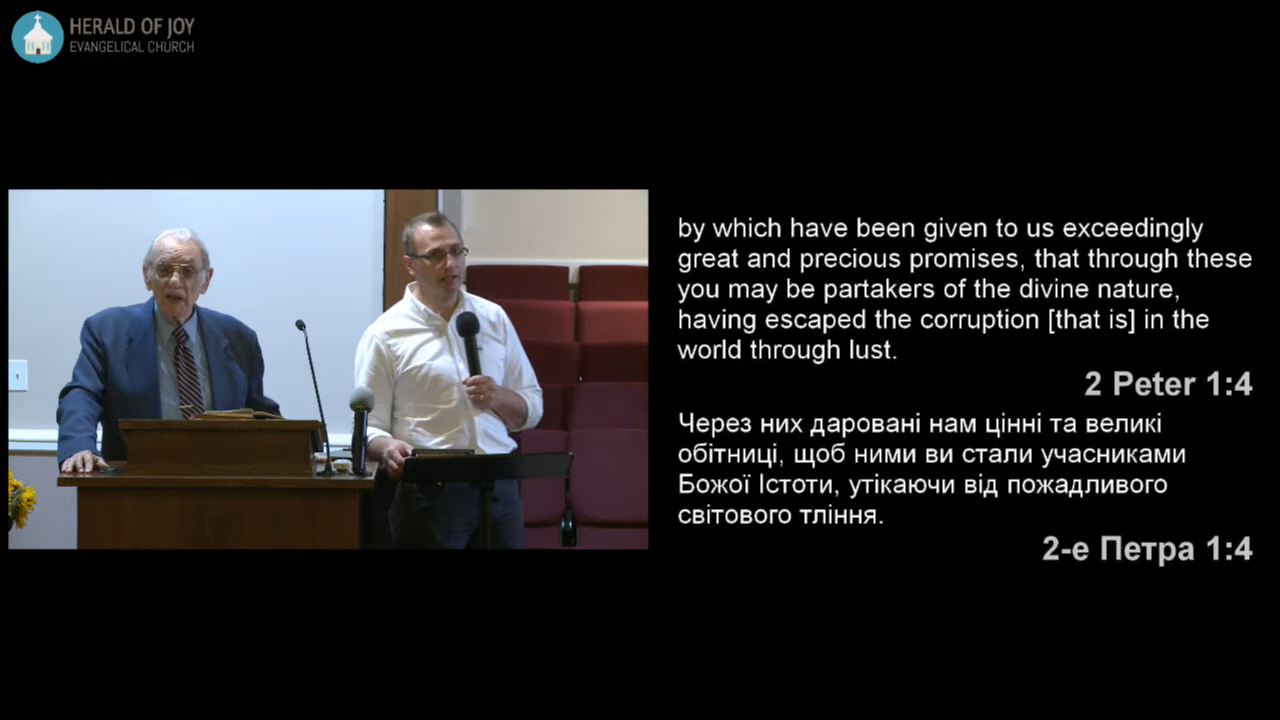 HERALD OF JOY
EVANGELICAL CHURCH
by which have been given to us exceedingly
great and precious promises, that through these
you may be partakers of the divine nature,
having escaped the corruption [that is] in the
world through lust.
2 Peter 1:4
Через них даровані нам цінні та великі
обітниці, щоб ними ви стали учасниками
Божої Істоти, утікаючи від пожадливого
світового тління.
2-е Петра 1:4